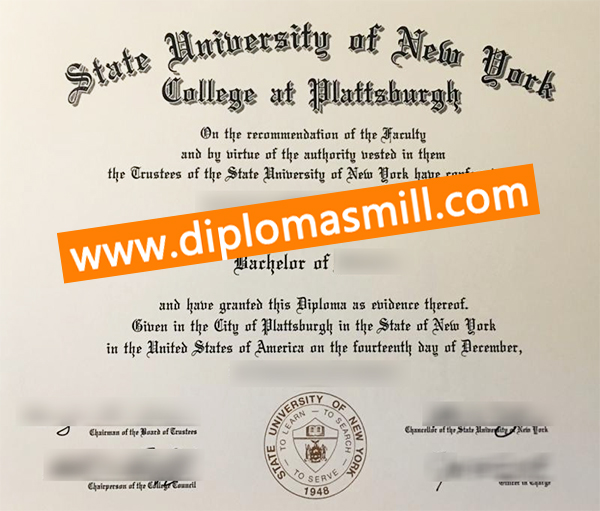 State University of New York
College at Plattsburgh
On the recommendation of the Faculty
and by virtue of the authority vested in them
the Trustees of the State University of New York have
www.diplomasmill.com
Bachelor of
and have granted this Diploma as evidence thereof.
Given in the City of Plattsburgh in the State of New York
in the United States of America on the fourteenth day of December,
Chairman of the Board of Trustees
Chancellor of the State University of New York
STATE UNIVERSITY OF NEW YORK
TO LEARN — TO SEARCH — TO SERVE
1948
Chairperson of the College Council
in Charge